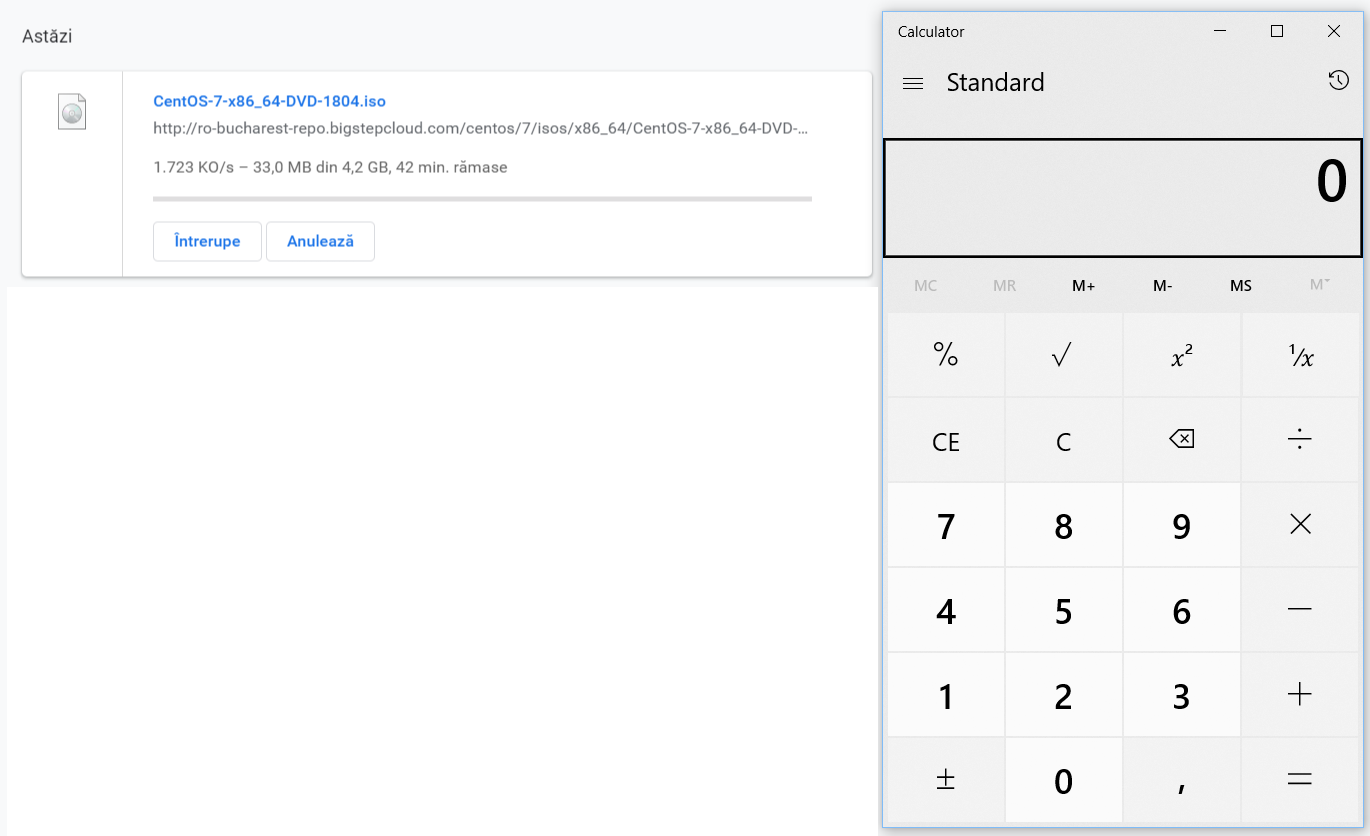 Astăzi
CentOS-7-x86_64-DVD-1804.iso
http://ro-bucharest-repo.bigstepcloud.com/centos/7/isos/x86_64/CentOS-7-x86_64-DVD-...
1.723 KO/s – 33,0 MB din 4,2 GB, 42 min. rămase
Întrerupe Anulează
Calculator
Standard
0
MC MR M+ M- MS M˅
% √ x² ¹/x
CE C ÷
7 8 9 ×
4 5 6 −
1 2 3 +
± 0 , =